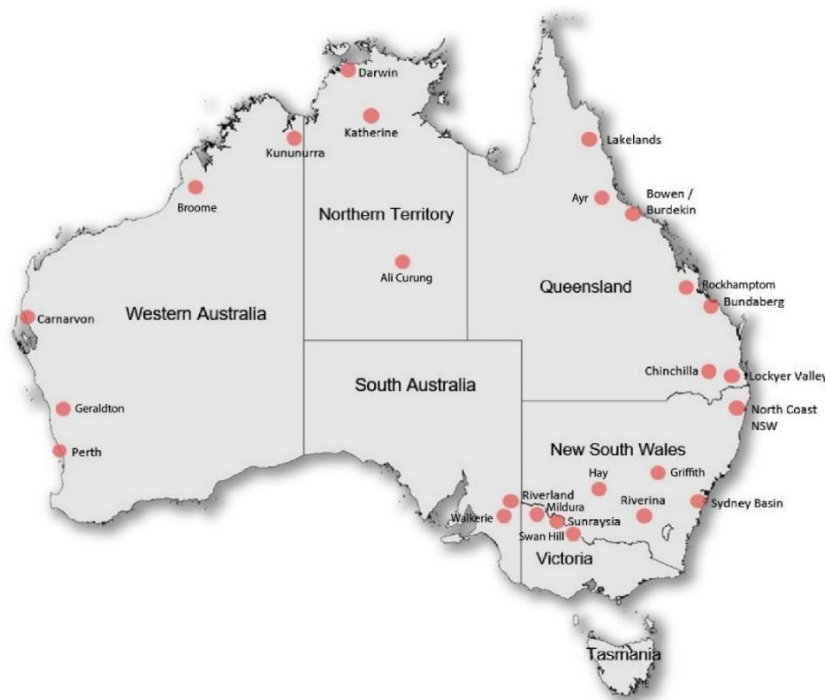 Darwin
Katherine
Kununurra
Lakelands
Broome
Northern Territory
Ayr
Bowen /
Burdekin
Ali Curung
Queensland
Rockhamptom
Bundaberg
Carnarvon
Western Australia
Chinchilla
Lockyer Valley
South Australia
Geraldton
North Coast
NSW
Perth
New South Wales
Hay
Griffith
Riverland
Mildura
Walkerie
Sunraysia
Riverina
Sydney Basin
Swan Hill
Victoria
Tasmania